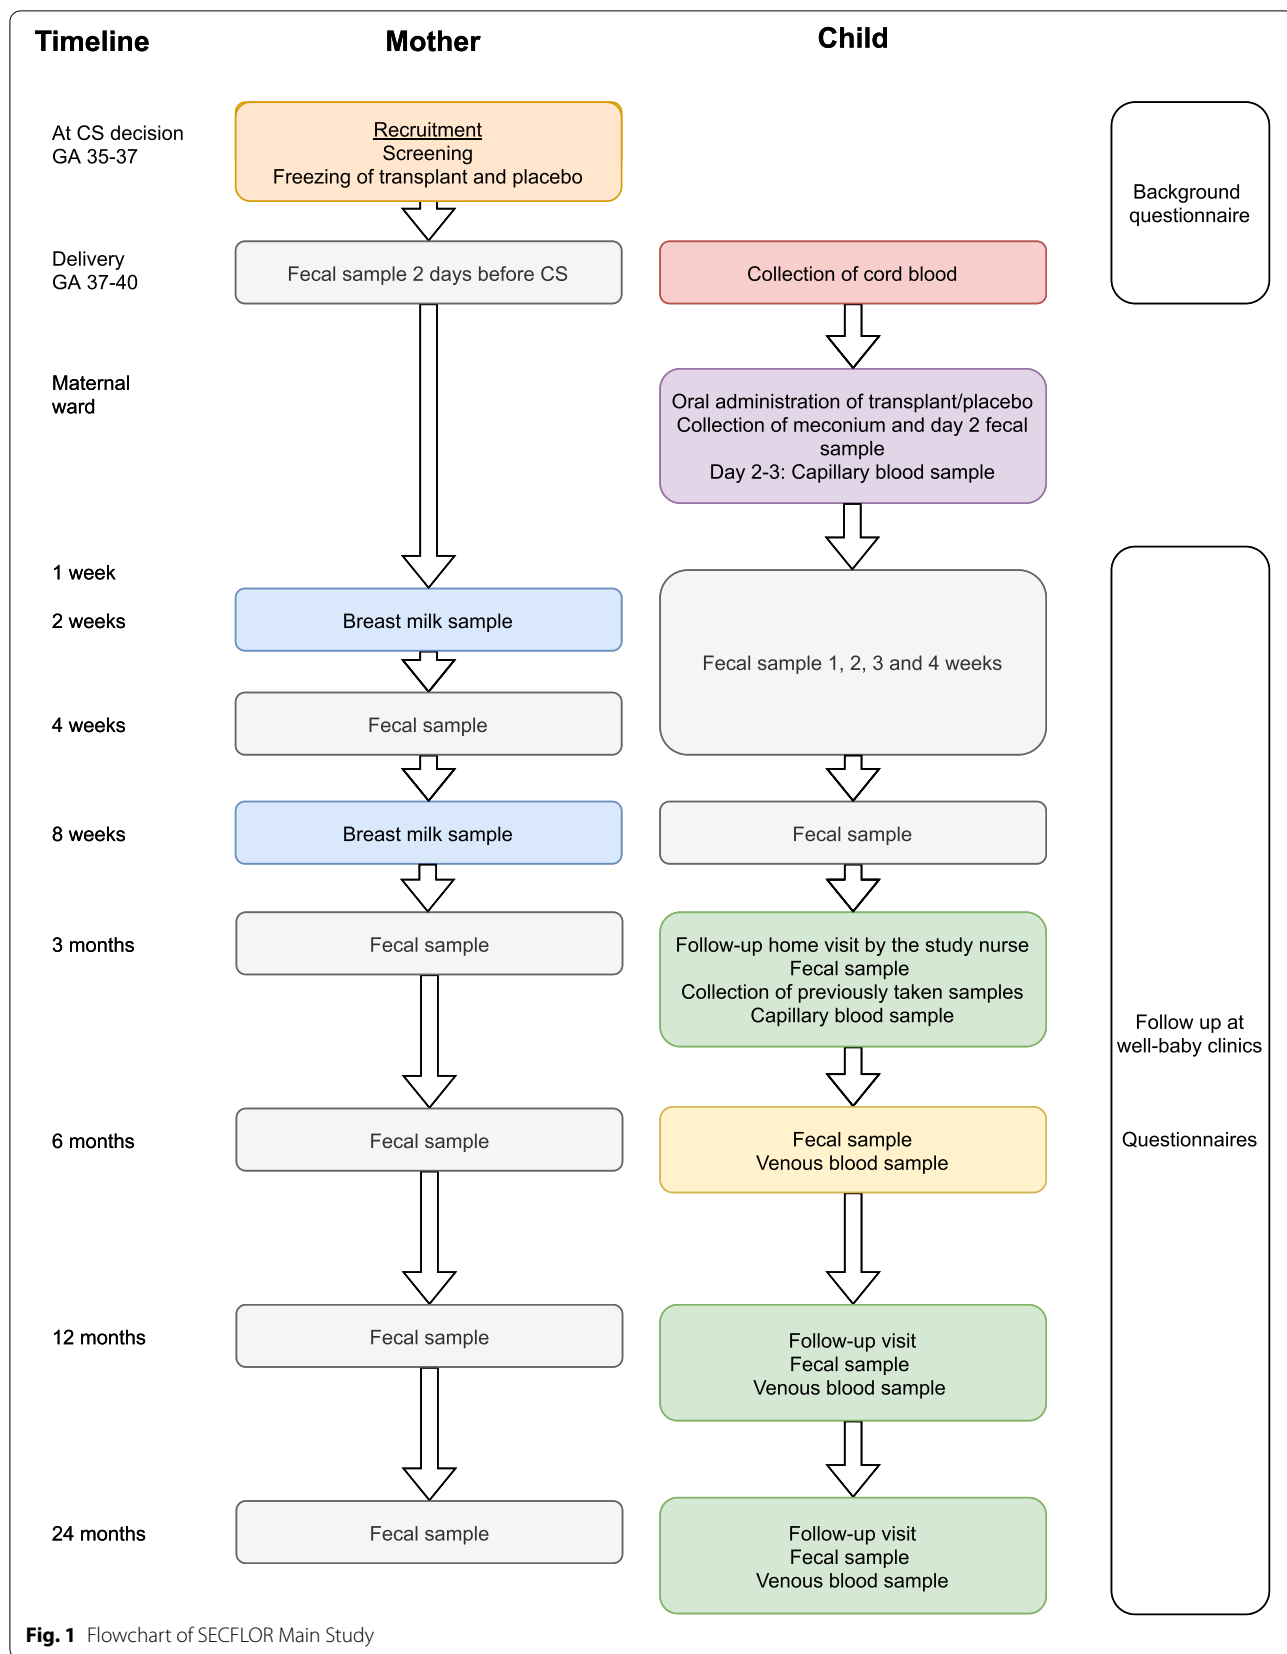 Timeline
Mother
Child
At CS decision
GA 35-37
Recruitment
Screening
Freezing of transplant and placebo
Background
questionnaire
Delivery
GA 37-40
Fecal sample 2 days before CS
Collection of cord blood
Maternal
ward
Oral administration of transplant/placebo
Collection of meconium and day 2 fecal
sample
Day 2-3: Capillary blood sample
1 week
2 weeks
Breast milk sample
Fecal sample 1, 2, 3 and 4 weeks
4 weeks
Fecal sample
8 weeks
Breast milk sample
Fecal sample
3 months
Fecal sample
Follow-up home visit by the study nurse
Fecal sample
Collection of previously taken samples
Capillary blood sample
Follow up at
well-baby clinics
Questionnaires
6 months
Fecal sample
Fecal sample
Venous blood sample
12 months
Fecal sample
Follow-up visit
Fecal sample
Venous blood sample
24 months
Fecal sample
Follow-up visit
Fecal sample
Venous blood sample
Fig. 1 Flowchart of SECFLOR Main Study